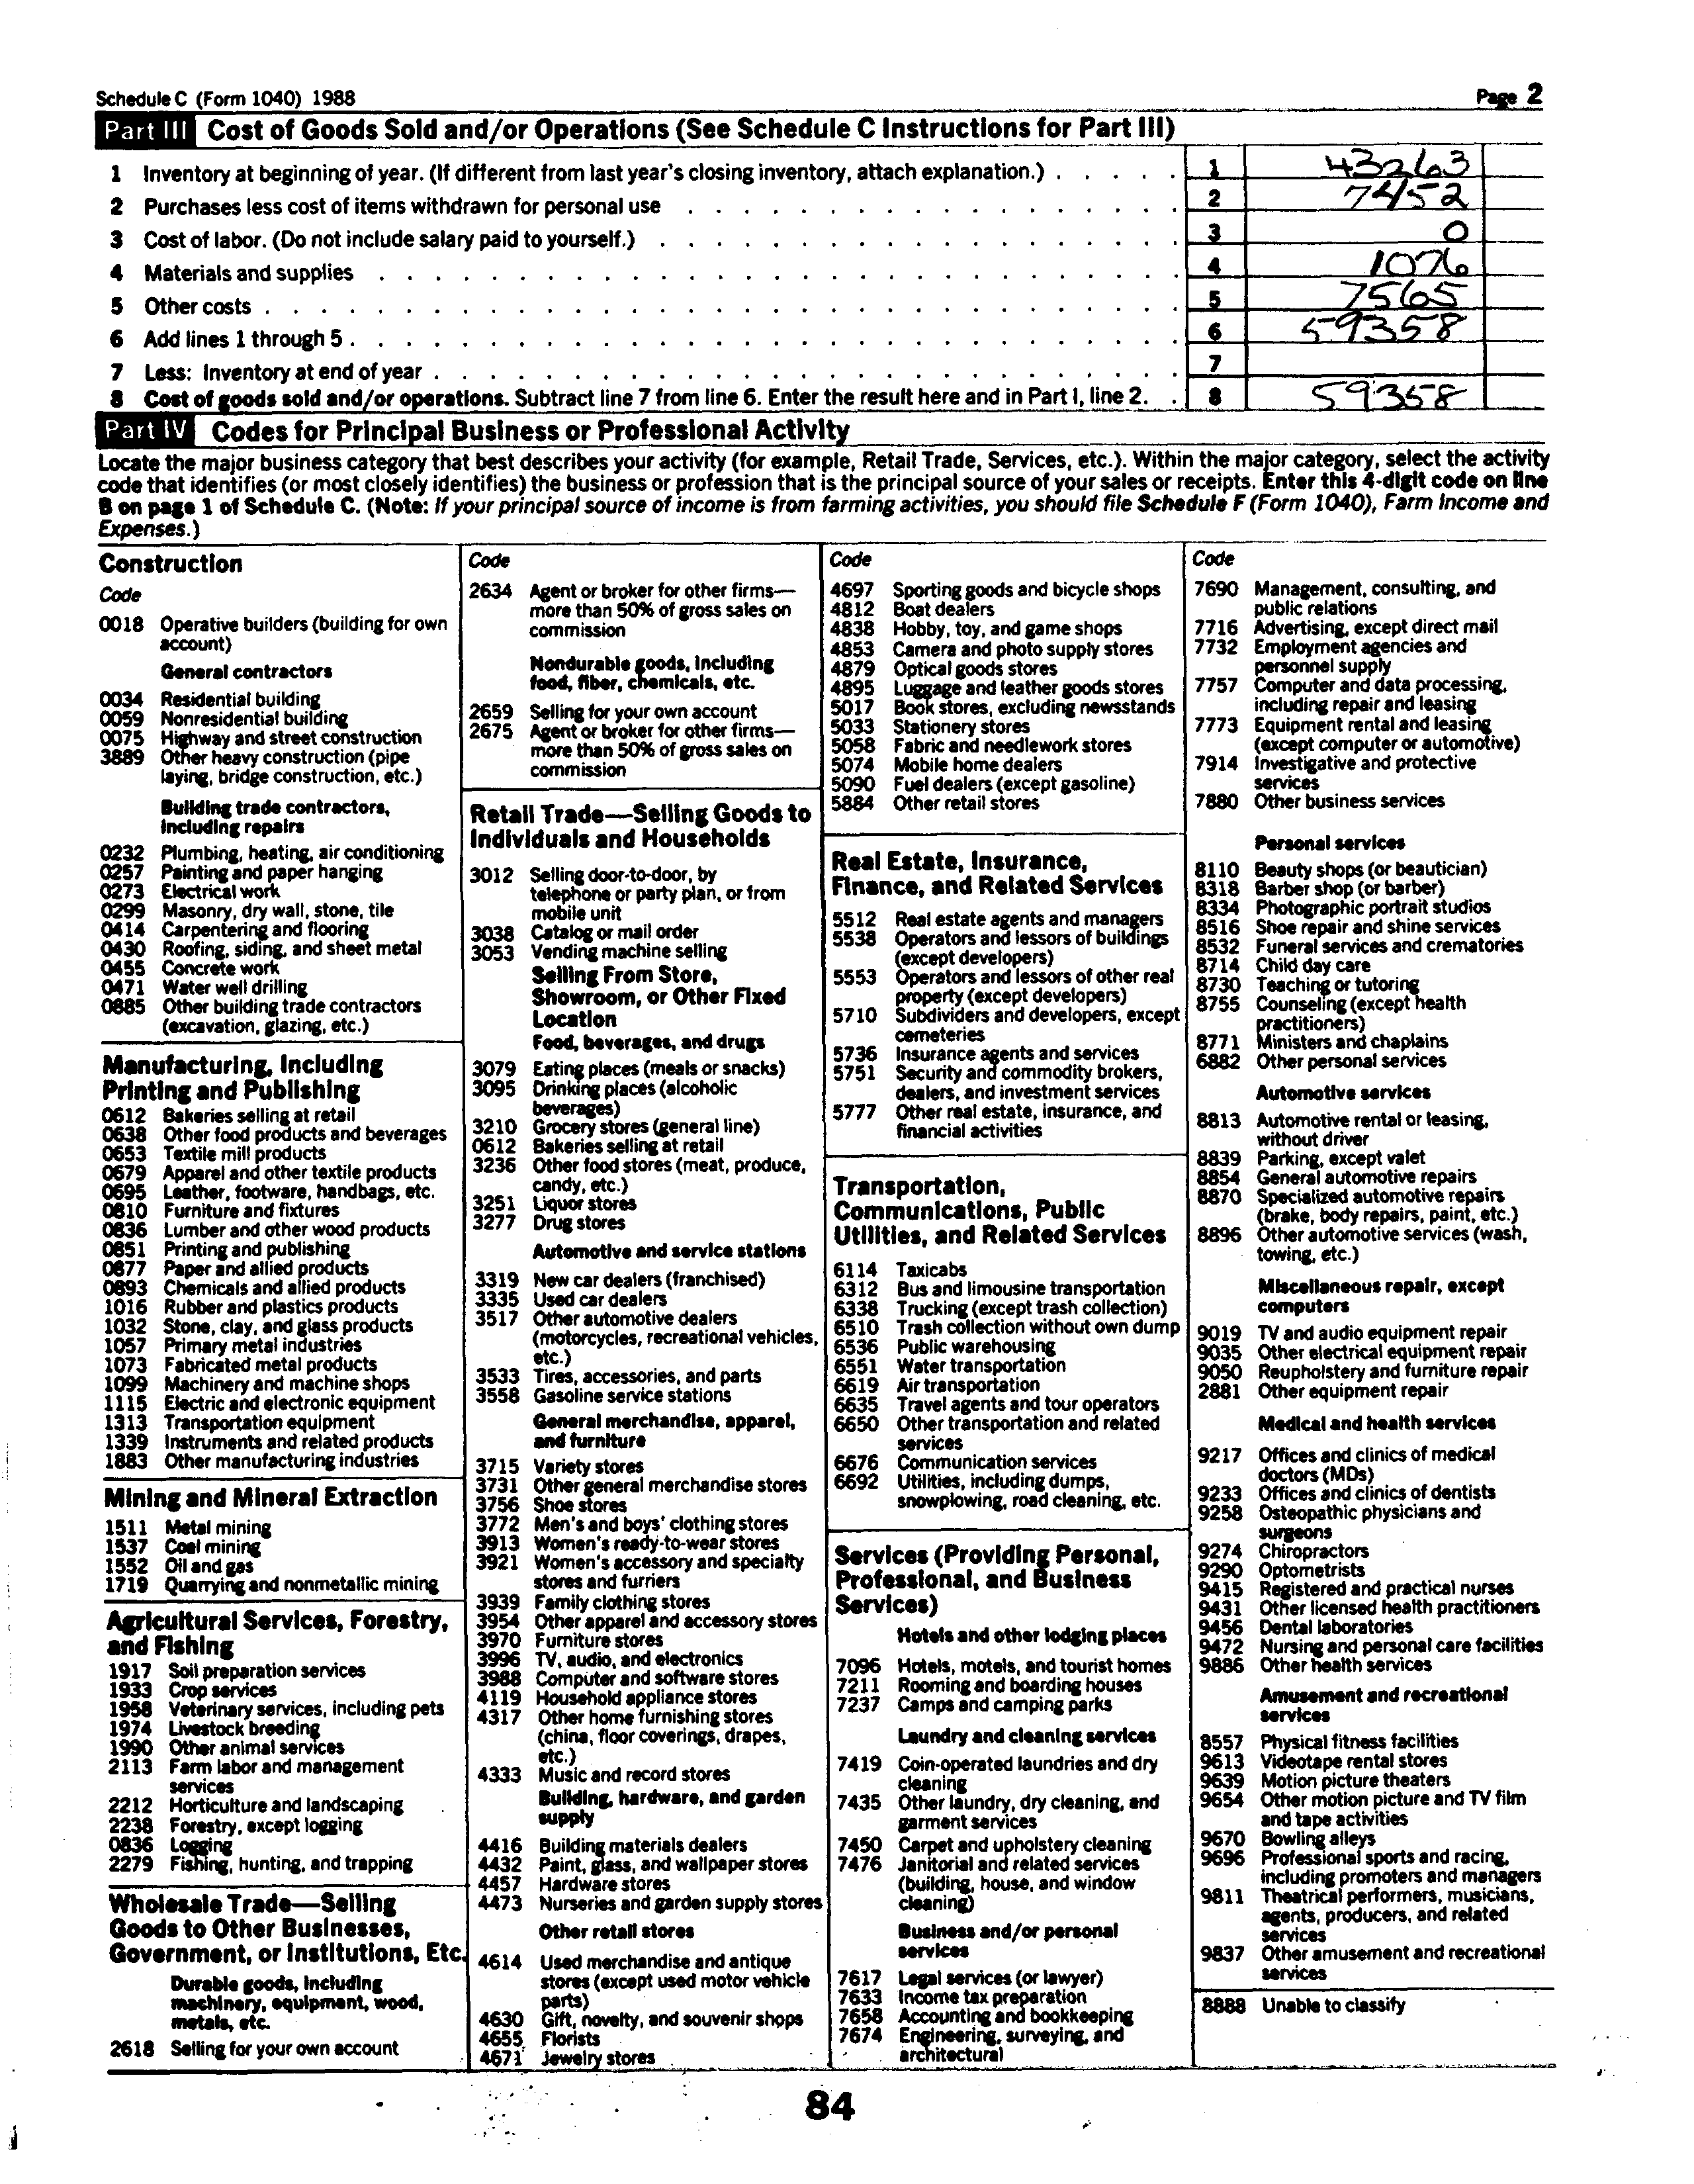 Schedule C (Form 1040) 1988 Page 2
Part III Cost of Goods Sold and/or Operations (See Schedule C Instructions for Part III)
1 Inventory at beginning of year. (If different from last year's closing inventory, attach explanation.) 1 43263
2 Purchases less cost of items withdrawn for personal use 2 7452
3 Cost of labor. (Do not include salary paid to yourself.) 3 0
4 Materials and supplies 4 1076
5 Other costs 5 7565
6 Add lines 1 through 5 6 59358
7 Less: Inventory at end of year 7
8 Cost of goods sold and/or operations. Subtract line 7 from line 6. Enter the result here and in Part I, line 2. 8 59358
Part IV Codes for Principal Business or Professional Activity
Locate the major business category that best describes your activity (for example, Retail Trade, Services, etc.). Within the major category, select the activity
code that identifies (or most closely identifies) the business or profession that is the principal source of your sales or receipts. Enter this 4-digit code on line
B on page 1 of Schedule C. (Note: If your principal source of income is from farming activities, you should file Schedule F (Form 1040), Farm Income and
Expenses.)
Construction
Code
0018 Operative builders (building for own
account)
General contractors
0034 Residential building
0059 Nonresidential building
0075 Highway and street construction
3889 Other heavy construction (pipe
laying, bridge construction, etc.)
Building trade contractors,
including repairs
0232 Plumbing, heating, air conditioning
0257 Painting and paper hanging
0273 Electrical work
0299 Masonry, dry wall, stone, tile
0414 Carpentering and flooring
0430 Roofing, siding, and sheet metal
0455 Concrete work
0471 Water well drilling
0885 Other building trade contractors
(excavation, glazing, etc.)
Manufacturing, Including
Printing and Publishing
0612 Bakeries selling at retail
0638 Other food products and beverages
0653 Textile mill products
0679 Apparel and other textile products
0695 Leather, footware, handbags, etc.
0810 Furniture and fixtures
0836 Lumber and other wood products
0851 Printing and publishing
0877 Paper and allied products
0893 Chemicals and allied products
1016 Rubber and plastics products
1032 Stone, clay, and glass products
1057 Primary metal industries
1073 Fabricated metal products
1099 Machinery and machine shops
1115 Electric and electronic equipment
1313 Transportation equipment
1339 Instruments and related products
1883 Other manufacturing industries
Mining and Mineral Extraction
1511 Metal mining
1537 Coal mining
1552 Oil and gas
1719 Quarrying and nonmetallic mining
Agricultural Services, Forestry,
and Fishing
1917 Soil preparation services
1933 Crop services
1958 Veterinary services, including pets
1974 Livestock breeding
1990 Other animal services
2113 Farm labor and management
services
2212 Horticulture and landscaping
2238 Forestry, except logging
0836 Logging
2279 Fishing, hunting, and trapping
Wholesale Trade—Selling
Goods to Other Businesses,
Government, or Institutions, Etc.
Durable goods, including
machinery, equipment, wood,
metals, etc.
2618 Selling for your own account
Code
2634 Agent or broker for other firms—
more than 50% of gross sales on
commission
Nondurable goods, including
food, fiber, chemicals, etc.
2659 Selling for your own account
2675 Agent or broker for other firms—
more than 50% of gross sales on
commission
Retail Trade—Selling Goods to
Individuals and Households
3012 Selling door-to-door, by
telephone or party plan, or from
mobile unit
3038 Catalog or mail order
3053 Vending machine selling
Selling From Store,
Showroom, or Other Fixed
Location
Food, beverages, and drugs
3079 Eating places (meals or snacks)
3095 Drinking places (alcoholic
beverages)
3210 Grocery stores (general line)
0612 Bakeries selling at retail
3236 Other food stores (meat, produce,
candy, etc.)
3251 Liquor stores
3277 Drug stores
Automotive and service stations
3319 New car dealers (franchised)
3335 Used car dealers
3517 Other automotive dealers
(motorcycles, recreational vehicles,
etc.)
3533 Tires, accessories, and parts
3558 Gasoline service stations
General merchandise, apparel,
and furniture
3715 Variety stores
3731 Other general merchandise stores
3756 Shoe stores
3772 Men's and boys' clothing stores
3913 Women's ready-to-wear stores
3921 Women's accessory and specialty
stores and furriers
3939 Family clothing stores
3954 Other apparel and accessory stores
3970 Furniture stores
3996 TV, audio, and electronics
3988 Computer and software stores
4119 Household appliance stores
4317 Other home furnishing stores
(china, floor coverings, drapes,
etc.)
4333 Music and record stores
Building, hardware, and garden
supply
4416 Building materials dealers
4432 Paint, glass, and wallpaper stores
4457 Hardware stores
4473 Nurseries and garden supply stores
Other retail stores
4614 Used merchandise and antique
stores (except used motor vehicle
parts)
4630 Gift, novelty, and souvenir shops
4655 Florists
4671 Jewelry stores
Code
4697 Sporting goods and bicycle shops
4812 Boat dealers
4838 Hobby, toy, and game shops
4853 Camera and photo supply stores
4879 Optical goods stores
4895 Luggage and leather goods stores
5017 Book stores, excluding newsstands
5033 Stationery stores
5058 Fabric and needlework stores
5074 Mobile home dealers
5090 Fuel dealers (except gasoline)
5884 Other retail stores
Real Estate, Insurance,
Finance, and Related Services
5512 Real estate agents and managers
5538 Operators and lessors of buildings
(except developers)
5553 Operators and lessors of other real
property (except developers)
5710 Subdividers and developers, except
cemeteries
5736 Insurance agents and services
5751 Security and commodity brokers,
dealers, and investment services
5777 Other real estate, insurance, and
financial activities
Transportation,
Communications, Public
Utilities, and Related Services
6114 Taxicabs
6312 Bus and limousine transportation
6338 Trucking (except trash collection)
6510 Trash collection without own dump
6536 Public warehousing
6551 Water transportation
6619 Air transportation
6635 Travel agents and tour operators
6650 Other transportation and related
services
6676 Communication services
6692 Utilities, including dumps,
snowplowing, road cleaning, etc.
Services (Providing Personal,
Professional, and Business
Services)
Hotels and other lodging places
7096 Hotels, motels, and tourist homes
7211 Rooming and boarding houses
7237 Camps and camping parks
Laundry and cleaning services
7419 Coin-operated laundries and dry
cleaning
7435 Other laundry, dry cleaning, and
garment services
7450 Carpet and upholstery cleaning
7476 Janitorial and related services
(building, house, and window
cleaning)
Business and/or personal
services
7617 Legal services (or lawyer)
7633 Income tax preparation
7658 Accounting and bookkeeping
7674 Engineering, surveying, and
architectural
Code
7690 Management, consulting, and
public relations
7716 Advertising, except direct mail
7732 Employment agencies and
personnel supply
7757 Computer and data processing,
including repair and leasing
7773 Equipment rental and leasing
(except computer or automotive)
7914 Investigative and protective
services
7880 Other business services
Personal services
8110 Beauty shops (or beautician)
8318 Barber shop (or barber)
8334 Photographic portrait studios
8516 Shoe repair and shine services
8532 Funeral services and crematories
8714 Child day care
8730 Teaching or tutoring
8755 Counseling (except health
practitioners)
8771 Ministers and chaplains
6882 Other personal services
Automotive services
8813 Automotive rental or leasing,
without driver
8839 Parking, except valet
8854 General automotive repairs
8870 Specialized automotive repairs
(brake, body repairs, paint, etc.)
8896 Other automotive services (wash,
towing, etc.)
Miscellaneous repair, except
computers
9019 TV and audio equipment repair
9035 Other electrical equipment repair
9050 Reupholstery and furniture repair
2881 Other equipment repair
Medical and health services
9217 Offices and clinics of medical
doctors (MDs)
9233 Offices and clinics of dentists
9258 Osteopathic physicians and
surgeons
9274 Chiropractors
9290 Optometrists
9415 Registered and practical nurses
9431 Other licensed health practitioners
9456 Dental laboratories
9472 Nursing and personal care facilities
9886 Other health services
Amusement and recreational
services
8557 Physical fitness facilities
9613 Videotape rental stores
9639 Motion picture theaters
9654 Other motion picture and TV film
and tape activities
9670 Bowling alleys
9696 Professional sports and racing,
including promoters and managers
9811 Theatrical performers, musicians,
agents, producers, and related
services
9837 Other amusement and recreational
services
8888 Unable to classify
84